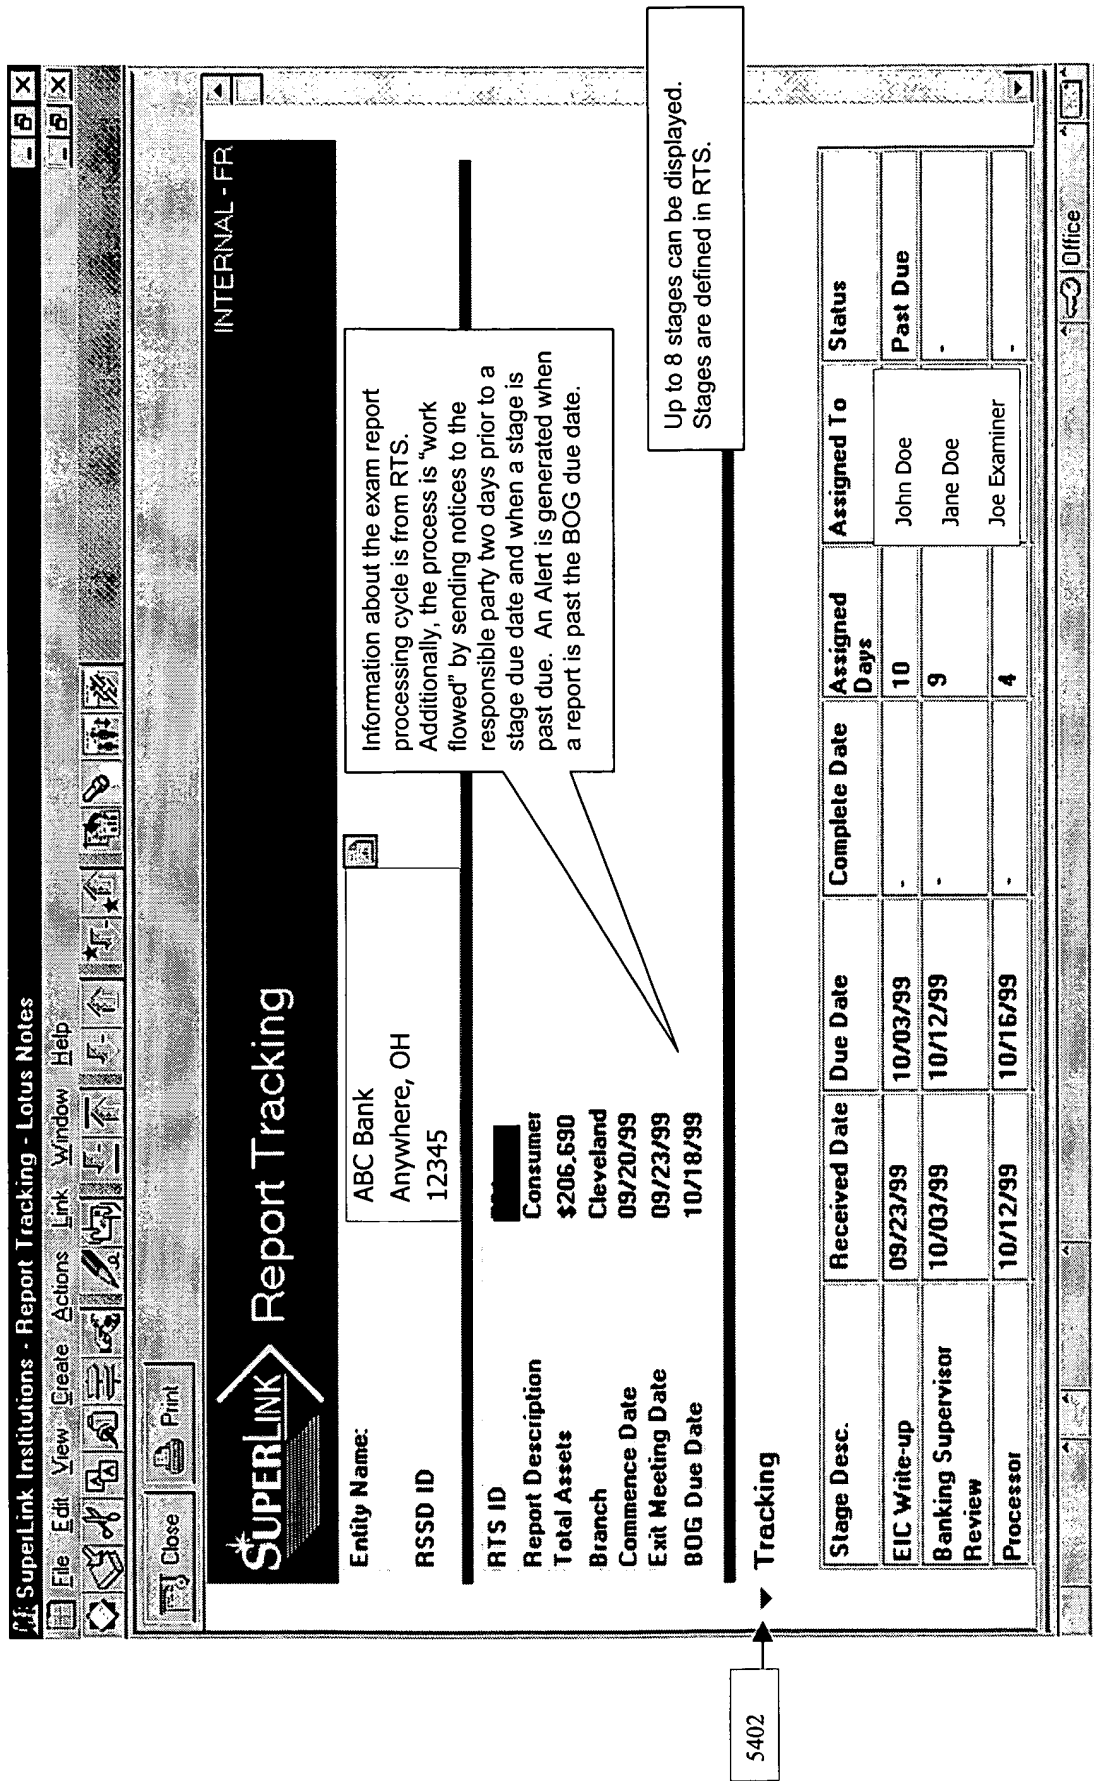 SuperLink Institutions - Report Tracking - Lotus Notes
File Edit View Create Actions Link Window Help
Close Print
SUPERLINK Report Tracking INTERNAL - FR
Entity Name: ABC Bank
Anywhere, OH
RSSD ID 12345
Information about the exam report
processing cycle is from RTS.
Additionally, the process is "work
flowed" by sending notices to the
responsible party two days prior to a
stage due date and when a stage is
past due. An Alert is generated when
a report is past the BOG due date.
RTS ID
Report Description Consumer
Total Assets $206,690
Branch Cleveland
Commence Date 09/20/99
Exit Meeting Date 09/23/99
BOG Due Date 10/18/99
Up to 8 stages can be displayed.
Stages are defined in RTS.
5402
Tracking
Stage Desc. Received Date Due Date Complete Date Assigned Days Assigned To Status
EIC Write-up 09/23/99 10/03/99 - 10 John Doe Past Due
Banking Supervisor Review 10/03/99 10/12/99 - 9 Jane Doe -
Processor 10/12/99 10/16/99 - 4 Joe Examiner -
Office